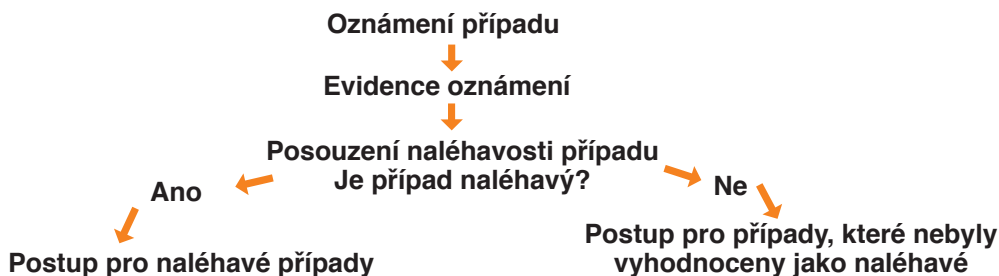 Oznámení případu
Evidence oznámení
Posouzení naléhavosti případu
Je případ naléhavý?
Ano
Ne
Postup pro naléhavé případy
Postup pro případy, které nebyly
vyhodnoceny jako naléhavé